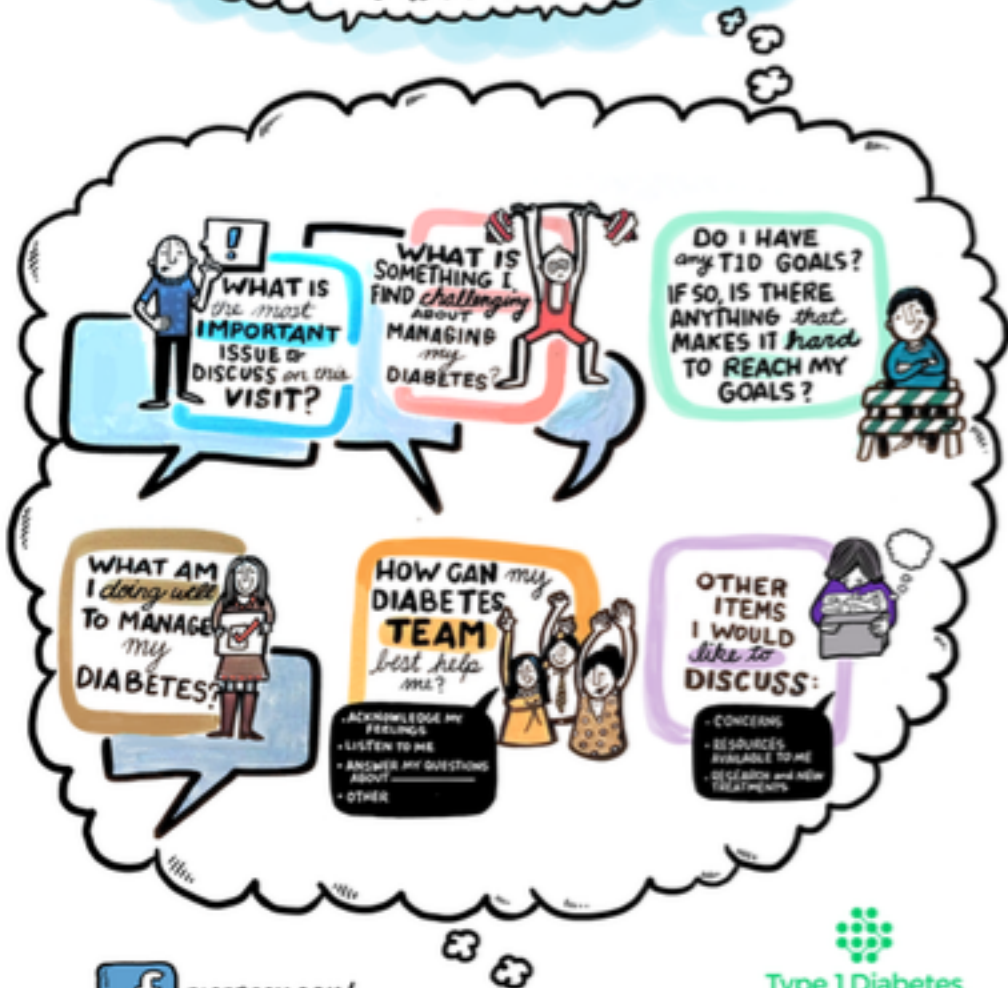 !
WHAT IS
the most
IMPORTANT
ISSUE to
DISCUSS on this
VISIT?
WHAT IS
SOMETHING I
FIND challenging
ABOUT
MANAGING
my
DIABETES?
DO I HAVE
any T1D GOALS?
IF SO, IS THERE
ANYTHING that
MAKES IT hard
TO REACH MY
GOALS?
WHAT AM
I doing well
TO MANAGE
my
DIABETES?
HOW CAN my
DIABETES
TEAM
best help
me?
• ACKNOWLEDGE MY
FEELINGS
• LISTEN TO ME
• ANSWER MY QUESTIONS
ABOUT ___________
• OTHER
OTHER
ITEMS
I WOULD
like to
DISCUSS:
• CONCERNS
• RESOURCES
AVAILABLE TO ME
• RESEARCH and NEW
TREATMENTS
f
Type 1 Diabetes